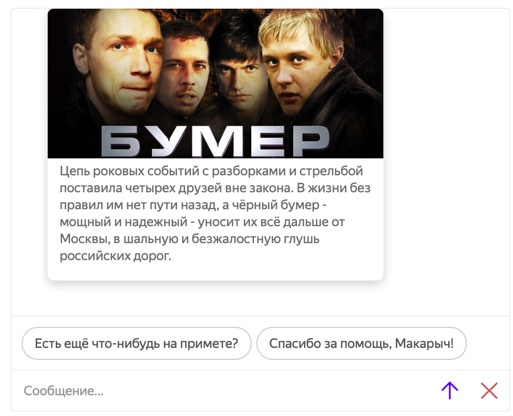 БУМЕР
Цепь роковых событий с разборками и стрельбой
поставила четырех друзей вне закона. В жизни без
правил им нет пути назад, а чёрный бумер -
мощный и надежный - уносит их всё дальше от
Москвы, в шальную и безжалостную глушь
российских дорог.
Есть ещё что-нибудь на примете? Спасибо за помощь, Макарыч!
Сообщение...